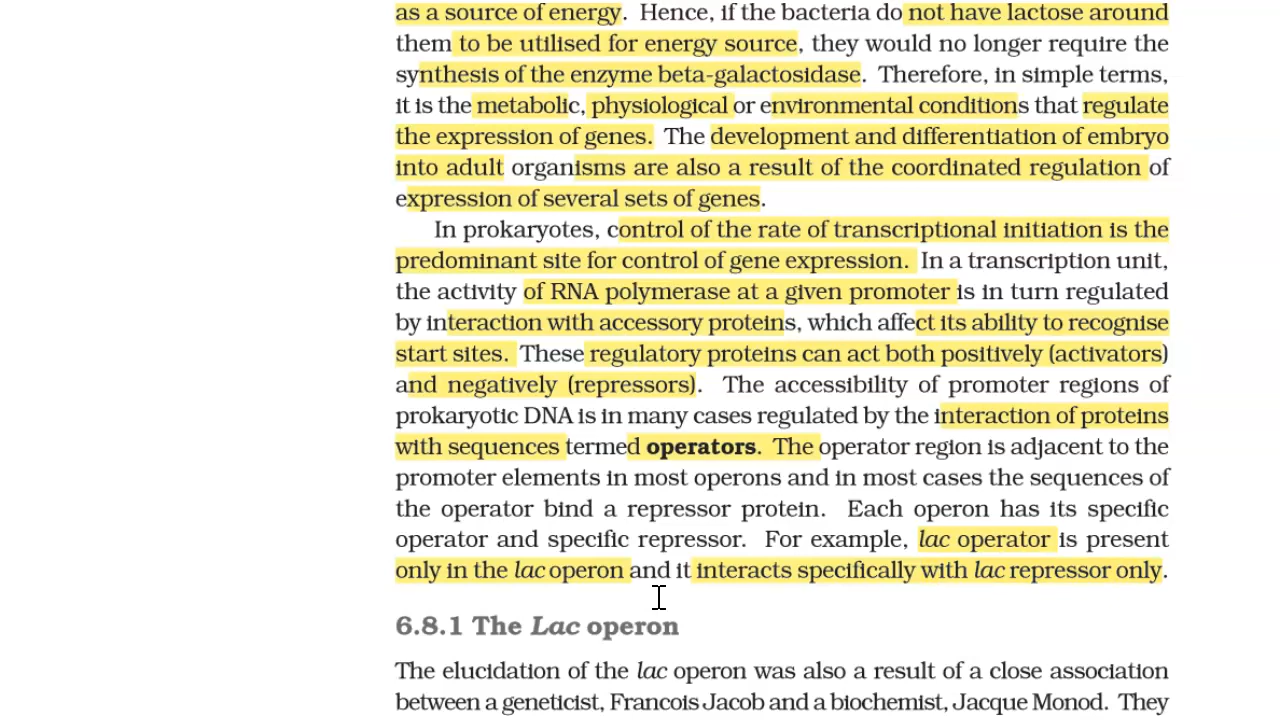 as a source of energy. Hence, if the bacteria do not have lactose around
them to be utilised for energy source, they would no longer require the
synthesis of the enzyme beta-galactosidase. Therefore, in simple terms,
it is the metabolic, physiological or environmental conditions that regulate
the expression of genes. The development and differentiation of embryo
into adult organisms are also a result of the coordinated regulation of
expression of several sets of genes.
In prokaryotes, control of the rate of transcriptional initiation is the
predominant site for control of gene expression. In a transcription unit,
the activity of RNA polymerase at a given promoter is in turn regulated
by interaction with accessory proteins, which affect its ability to recognise
start sites. These regulatory proteins can act both positively (activators)
and negatively (repressors). The accessibility of promoter regions of
prokaryotic DNA is in many cases regulated by the interaction of proteins
with sequences termed operators. The operator region is adjacent to the
promoter elements in most operons and in most cases the sequences of
the operator bind a repressor protein. Each operon has its specific
operator and specific repressor. For example, lac operator is present
only in the lac operon and it interacts specifically with lac repressor only.
6.8.1 The Lac operon
The elucidation of the lac operon was also a result of a close association
between a geneticist, Francois Jacob and a biochemist, Jacque Monod. They